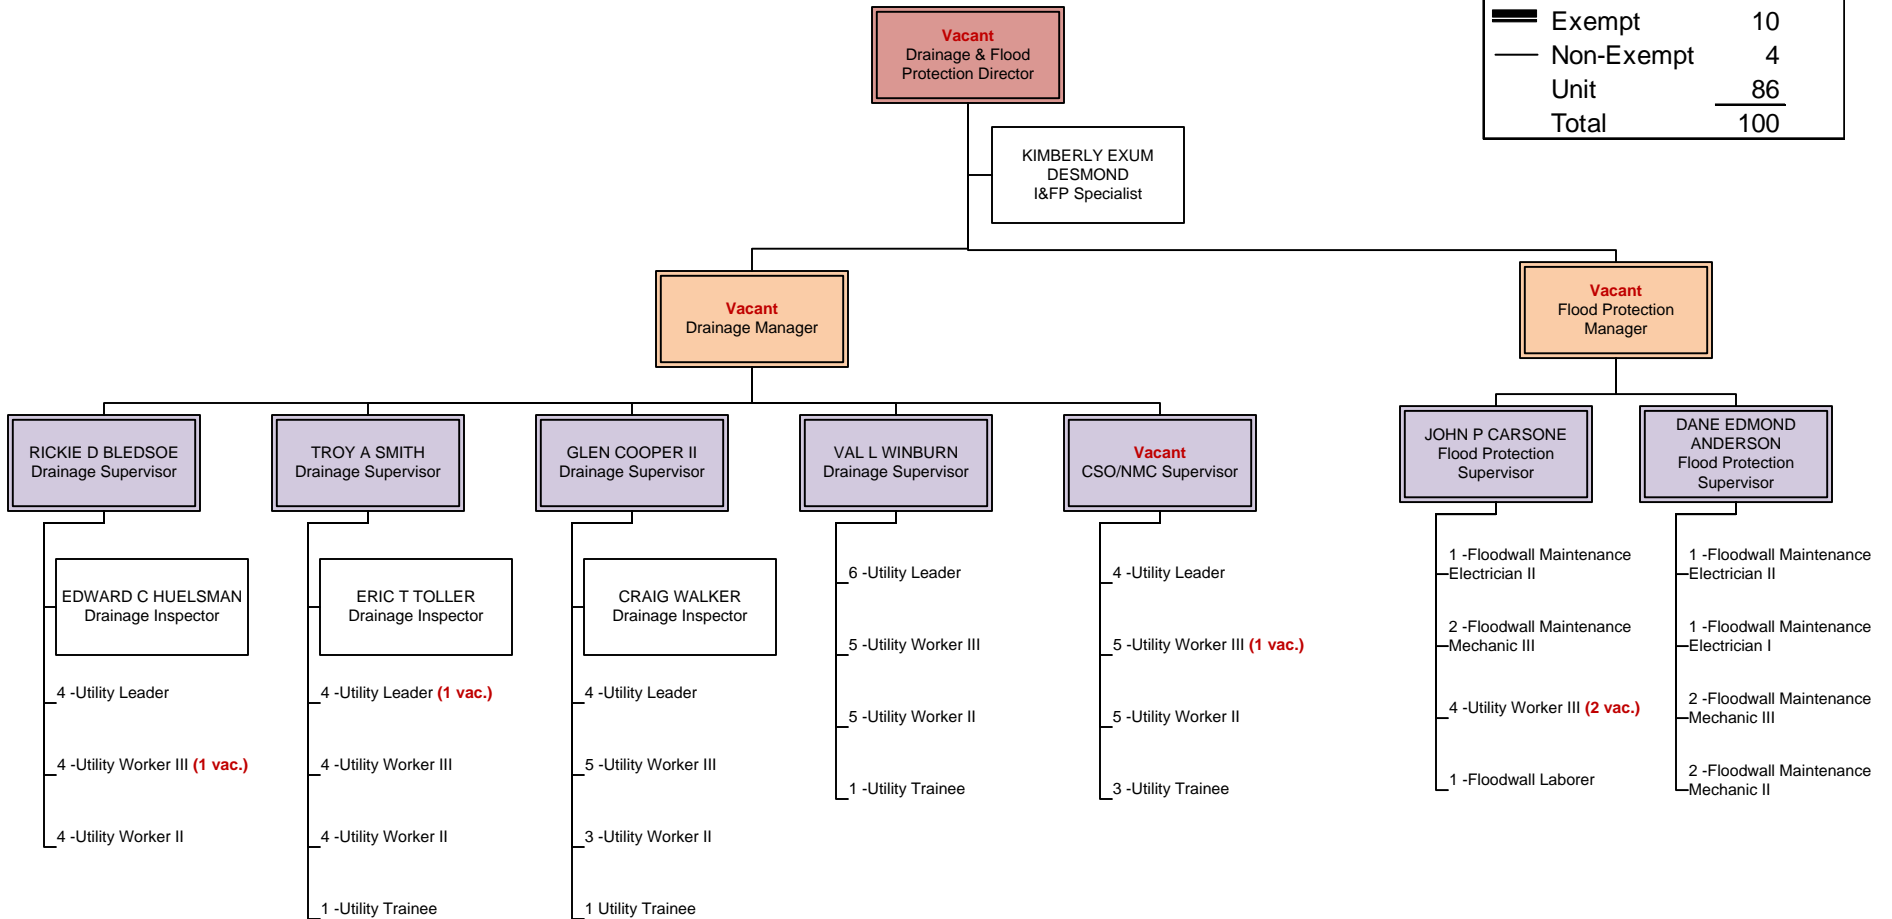 Exempt 10
Non-Exempt 4
Unit 86
Total 100
Vacant
Drainage & Flood
Protection Director
KIMBERLY EXUM
DESMOND
I&FP Specialist
Vacant
Drainage Manager
Vacant
Flood Protection
Manager
RICKIE D BLEDSOE
Drainage Supervisor
TROY A SMITH
Drainage Supervisor
GLEN COOPER II
Drainage Supervisor
VAL L WINBURN
Drainage Supervisor
Vacant
CSO/NMC Supervisor
JOHN P CARSONE
Flood Protection
Supervisor
DANE EDMOND
ANDERSON
Flood Protection
Supervisor
EDWARD C HUELSMAN
Drainage Inspector
4 -Utility Leader
4 -Utility Worker III (1 vac.)
4 -Utility Worker II
ERIC T TOLLER
Drainage Inspector
4 -Utility Leader (1 vac.)
4 -Utility Worker III
4 -Utility Worker II
1 -Utility Trainee
CRAIG WALKER
Drainage Inspector
4 -Utility Leader
5 -Utility Worker III
3 -Utility Worker II
1 Utility Trainee
6 -Utility Leader
5 -Utility Worker III
5 -Utility Worker II
1 -Utility Trainee
4 -Utility Leader
5 -Utility Worker III (1 vac.)
5 -Utility Worker II
3 -Utility Trainee
1 -Floodwall Maintenance
Electrician II
2 -Floodwall Maintenance
Mechanic III
4 -Utility Worker III (2 vac.)
1 -Floodwall Laborer
1 -Floodwall Maintenance
Electrician II
1 -Floodwall Maintenance
Electrician I
2 -Floodwall Maintenance
Mechanic III
2 -Floodwall Maintenance
Mechanic II